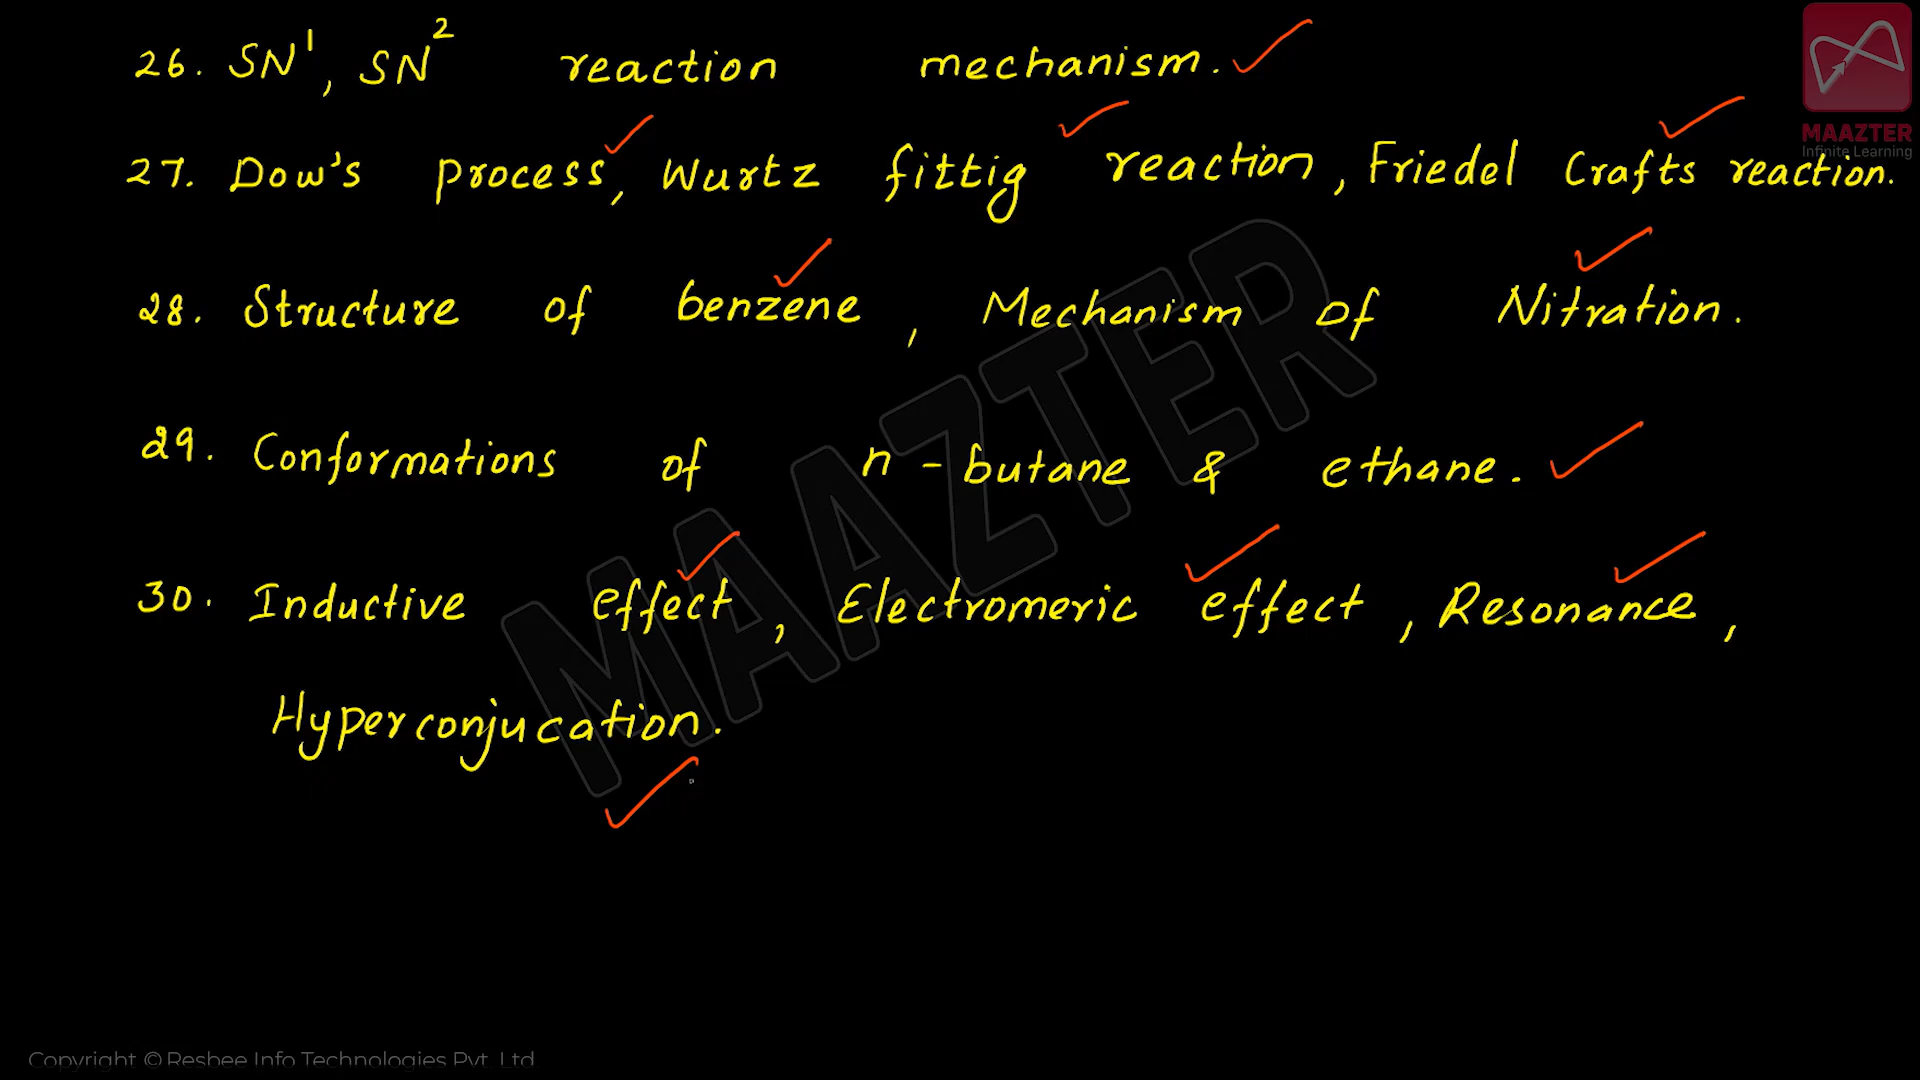 26. SN¹, SN² reaction mechanism.
MAAZTER
Infinite Learning
27. Dow's process, Wurtz fittig reaction, Friedel Crafts reaction.
28. Structure of benzene, Mechanism of Nitration.
29. Conformations of n-butane & ethane.
30. Inductive effect, Electromeric effect, Resonance,
Hyperconjucation.
MAAZTER
Copyright © Resbee Info Technologies Pvt. Ltd.